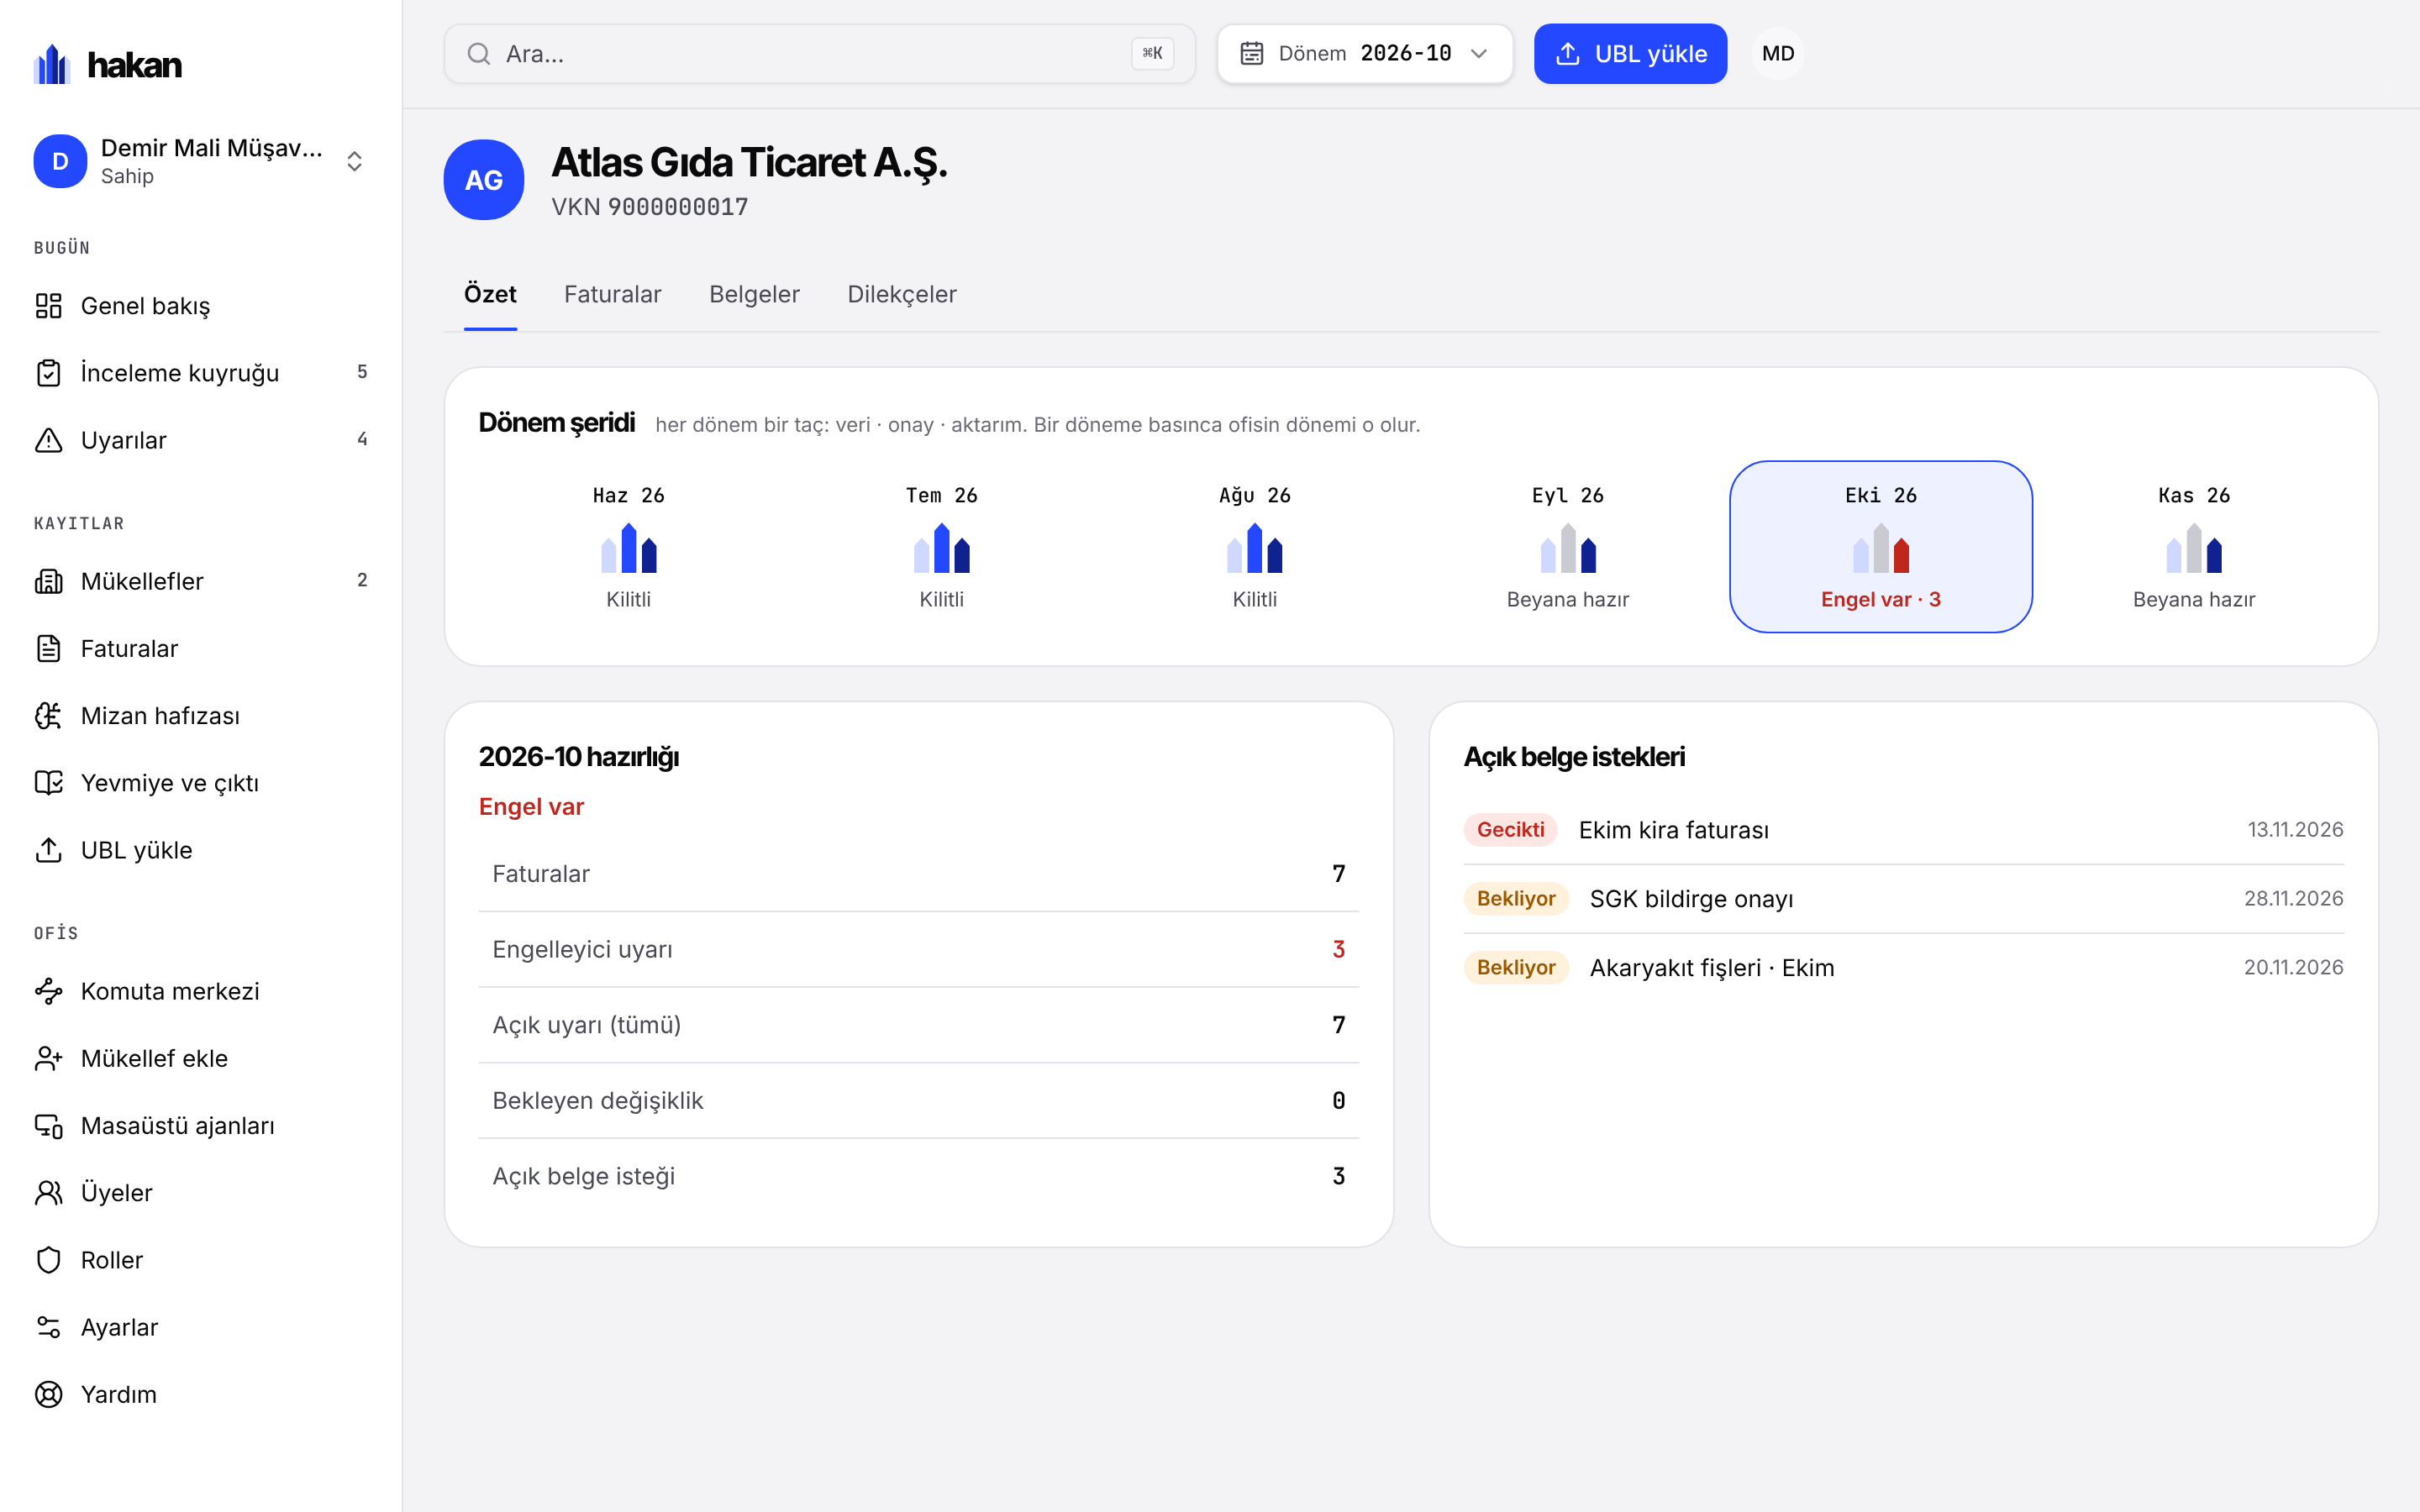 hakan
D
Demir Mali Müşav...
Sahip
BUGÜN
Genel bakış
İnceleme kuyruğu 5
Uyarılar 4
KAYITLAR
Mükellefler 2
Faturalar
Mizan hafızası
Yevmiye ve çıktı
UBL yükle
OFİS
Komuta merkezi
Mükellef ekle
Masaüstü ajanları
Üyeler
Roller
Ayarlar
Yardım
Ara... ⌘K Dönem 2026-10 UBL yükle MD
AG
Atlas Gıda Ticaret A.Ş.
VKN 9000000017
Özet Faturalar Belgeler Dilekçeler
Dönem şeridi her dönem bir taç: veri · onay · aktarım. Bir döneme basınca ofisin dönemi o olur.
Haz 26 Tem 26 Ağu 26 Eyl 26 Eki 26 Kas 26
Kilitli Kilitli Kilitli Beyana hazır Engel var · 3 Beyana hazır
2026-10 hazırlığı
Engel var
Faturalar 7
Engelleyici uyarı 3
Açık uyarı (tümü) 7
Bekleyen değişiklik 0
Açık belge isteği 3
Açık belge istekleri
Gecikti Ekim kira faturası 13.11.2026
Bekliyor SGK bildirge onayı 28.11.2026
Bekliyor Akaryakıt fişleri · Ekim 20.11.2026